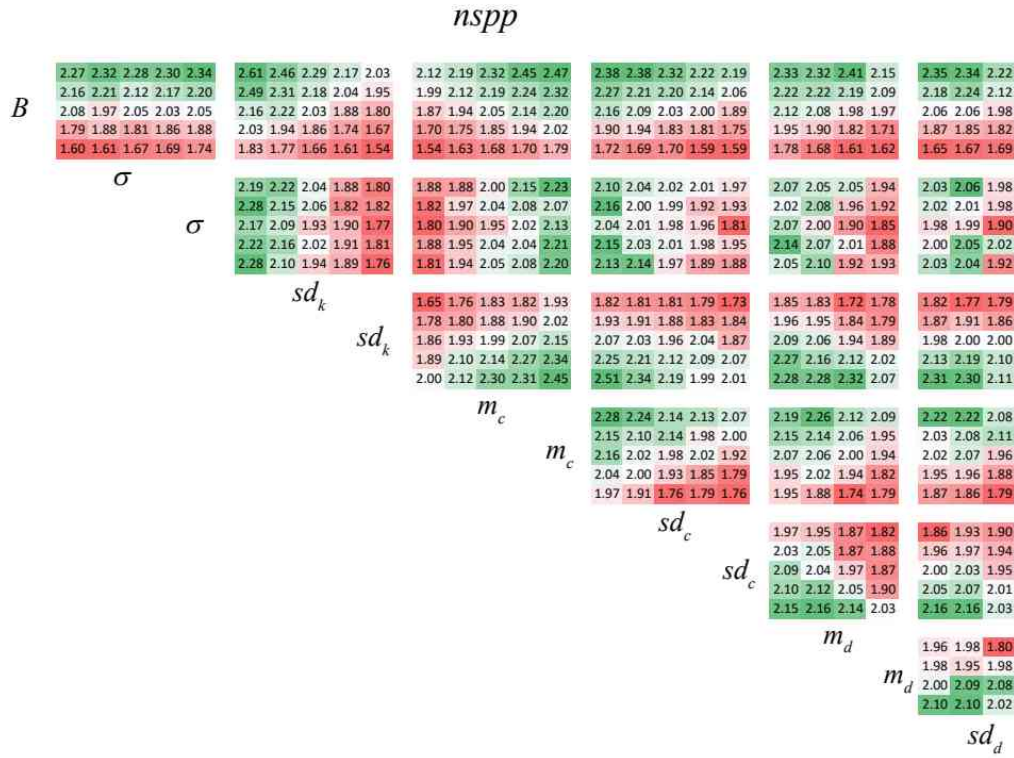 nspp
2.27 2.32 2.28 2.30 2.34 2.61 2.46 2.29 2.17 2.03 2.12 2.19 2.32 2.45 2.47 2.38 2.38 2.32 2.22 2.19 2.33 2.32 2.41 2.15 2.35 2.34 2.22
2.16 2.21 2.12 2.17 2.20 2.49 2.31 2.18 2.04 1.95 1.99 2.12 2.19 2.24 2.32 2.27 2.21 2.20 2.14 2.06 2.22 2.22 2.19 2.09 2.18 2.24 2.12
B 2.08 1.97 2.05 2.03 2.05 2.16 2.22 2.03 1.88 1.80 1.87 1.94 2.05 2.14 2.20 2.16 2.09 2.03 2.00 1.89 2.12 2.08 1.98 1.97 2.06 2.06 1.98
1.79 1.88 1.81 1.86 1.88 2.03 1.94 1.86 1.74 1.67 1.70 1.75 1.85 1.94 2.02 1.90 1.94 1.83 1.81 1.75 1.95 1.90 1.82 1.71 1.87 1.85 1.82
1.60 1.61 1.67 1.69 1.74 1.83 1.77 1.66 1.61 1.54 1.54 1.63 1.68 1.70 1.79 1.72 1.69 1.70 1.59 1.59 1.78 1.68 1.61 1.62 1.65 1.67 1.69
σ
2.19 2.22 2.04 1.88 1.80 1.88 1.88 2.00 2.15 2.23 2.10 2.04 2.02 2.01 1.97 2.07 2.05 2.05 1.94 2.03 2.06 1.98
2.28 2.15 2.06 1.82 1.82 1.82 1.97 2.04 2.08 2.07 2.16 2.00 1.99 1.92 1.93 2.02 2.08 1.96 1.92 2.02 2.01 1.98
σ 2.17 2.09 1.93 1.90 1.77 1.80 1.90 1.95 2.02 2.13 2.04 2.01 1.98 1.96 1.81 2.07 2.00 1.90 1.85 1.98 1.99 1.90
2.22 2.16 2.02 1.91 1.81 1.88 1.95 2.04 2.04 2.21 2.15 2.03 2.01 1.98 1.95 2.14 2.07 2.01 1.88 2.00 2.05 2.02
2.28 2.10 1.94 1.89 1.76 1.81 1.94 2.05 2.08 2.20 2.13 2.14 1.97 1.89 1.88 2.05 2.10 1.92 1.93 2.03 2.04 1.92
sd_k
1.65 1.76 1.83 1.82 1.93 1.82 1.81 1.81 1.79 1.73 1.85 1.83 1.72 1.78 1.82 1.77 1.79
1.78 1.80 1.88 1.90 2.02 1.93 1.91 1.88 1.83 1.84 1.96 1.95 1.84 1.79 1.87 1.91 1.86
sd_k 1.86 1.93 1.99 2.07 2.15 2.07 2.03 1.96 2.04 1.87 2.09 2.06 1.94 1.89 1.98 2.00 2.00
1.89 2.10 2.14 2.27 2.34 2.25 2.21 2.12 2.09 2.07 2.27 2.16 2.12 2.02 2.13 2.19 2.10
2.00 2.12 2.30 2.31 2.45 2.51 2.34 2.19 1.99 2.01 2.28 2.28 2.32 2.07 2.31 2.30 2.11
m_c
2.28 2.24 2.14 2.13 2.07 2.19 2.26 2.12 2.09 2.22 2.22 2.08
2.15 2.10 2.14 1.98 2.00 2.15 2.14 2.06 1.95 2.03 2.08 2.11
m_c 2.16 2.02 1.98 2.02 1.92 2.07 2.06 2.00 1.94 2.02 2.07 1.96
2.04 2.00 1.93 1.85 1.79 1.95 2.02 1.94 1.82 1.95 1.96 1.88
1.97 1.91 1.76 1.79 1.76 1.95 1.88 1.74 1.79 1.87 1.86 1.79
sd_c
1.97 1.95 1.87 1.82 1.86 1.93 1.90
2.03 2.05 1.87 1.88 1.96 1.97 1.94
sd_c 2.09 2.04 1.97 1.87 2.00 2.03 1.95
2.10 2.12 2.05 1.90 2.05 2.07 2.01
2.15 2.16 2.14 2.03 2.16 2.16 2.03
m_d
1.96 1.98 1.80
1.98 1.95 1.98
m_d 2.00 2.09 2.08
2.10 2.10 2.02
sd_d